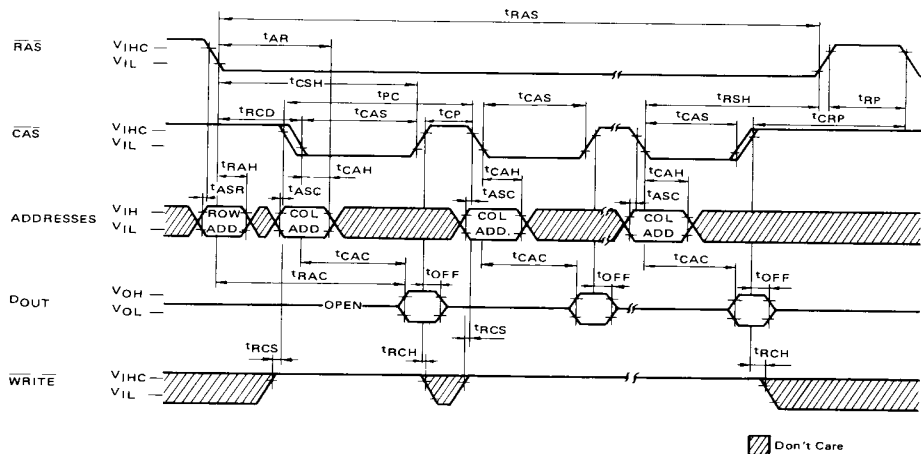 tRAS
tAR
RAS VIHC
VIL
tCSH
tPC
tRSH
tRP
tRCD tCAS tCP tCAS tCAS tCRP
CAS VIHC
VIL
tRAH tCAH tCAH tCAH
tASR tASC tASC tASC
ADDRESSES VIH ROW COL COL COL
VIL ADD. ADD ADD. ADD
tCAC tOFF tCAC tOFF tCAC tOFF
tRAC
DOUT VOH
VOL OPEN
tRCS tRCH tRCS tRCH
WRITE VIHC
VIL
Don't Care